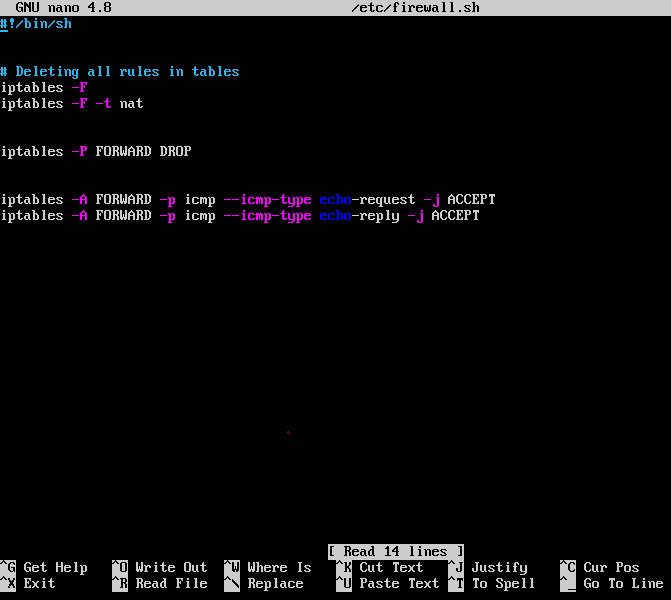 GNU nano 4.8 /etc/firewall.sh
#!/bin/sh
# Deleting all rules in tables
iptables -F
iptables -F -t nat
iptables -P FORWARD DROP
iptables -A FORWARD -p icmp --icmp-type echo-request -j ACCEPT
iptables -A FORWARD -p icmp --icmp-type echo-reply -j ACCEPT
[ Read 14 lines ]
^G Get Help ^O Write Out ^W Where Is ^K Cut Text ^J Justify ^C Cur Pos
^X Exit ^R Read File ^\ Replace ^U Paste Text ^T To Spell ^_ Go To Line